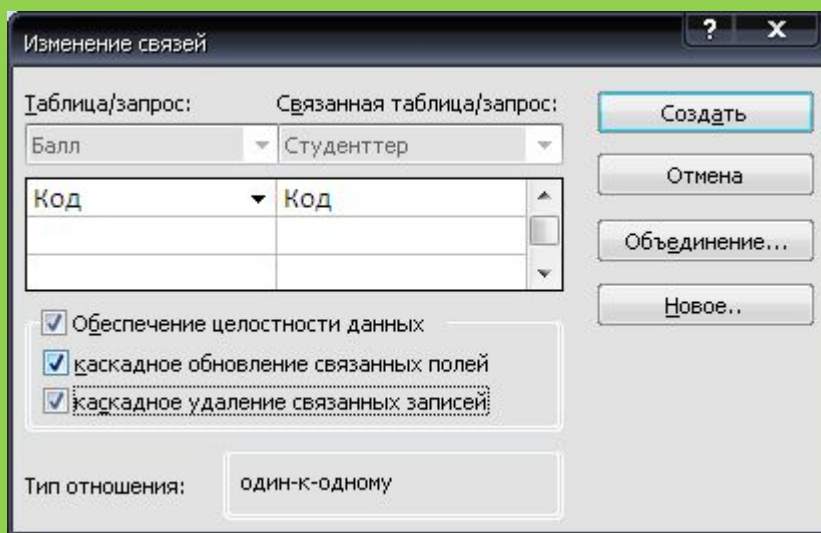 Изменение связей
? X
Таблица/запрос: Связанная таблица/запрос:
Балл Студенттер
Код Код
Обеспечение целостности данных
каскадное обновление связанных полей
каскадное удаление связанных записей
Тип отношения: один-к-одному
Создать
Отмена
Объединение...
Новое..